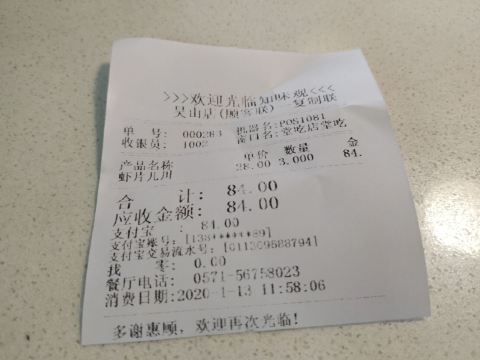 >>>欢迎光临知味观<<<
吴山店(顾客联) 复制联
单 号: 000283 机器名:POS1081
收银员: 1002 窗口名:堂吃店堂吃
产品名称 单价 数量 金
虾片儿川 28.00 3.000 84.
合 计: 84.00
应收金额: 84.00
支付宝 : 84.00
支付宝账号:[138******89]
支付宝交易流水号:[011309588794]
找 零: 0.00
餐厅电话: 0571-56758023
消费日期:2020-1-13 11:58:06
多谢惠顾, 欢迎再次光临!